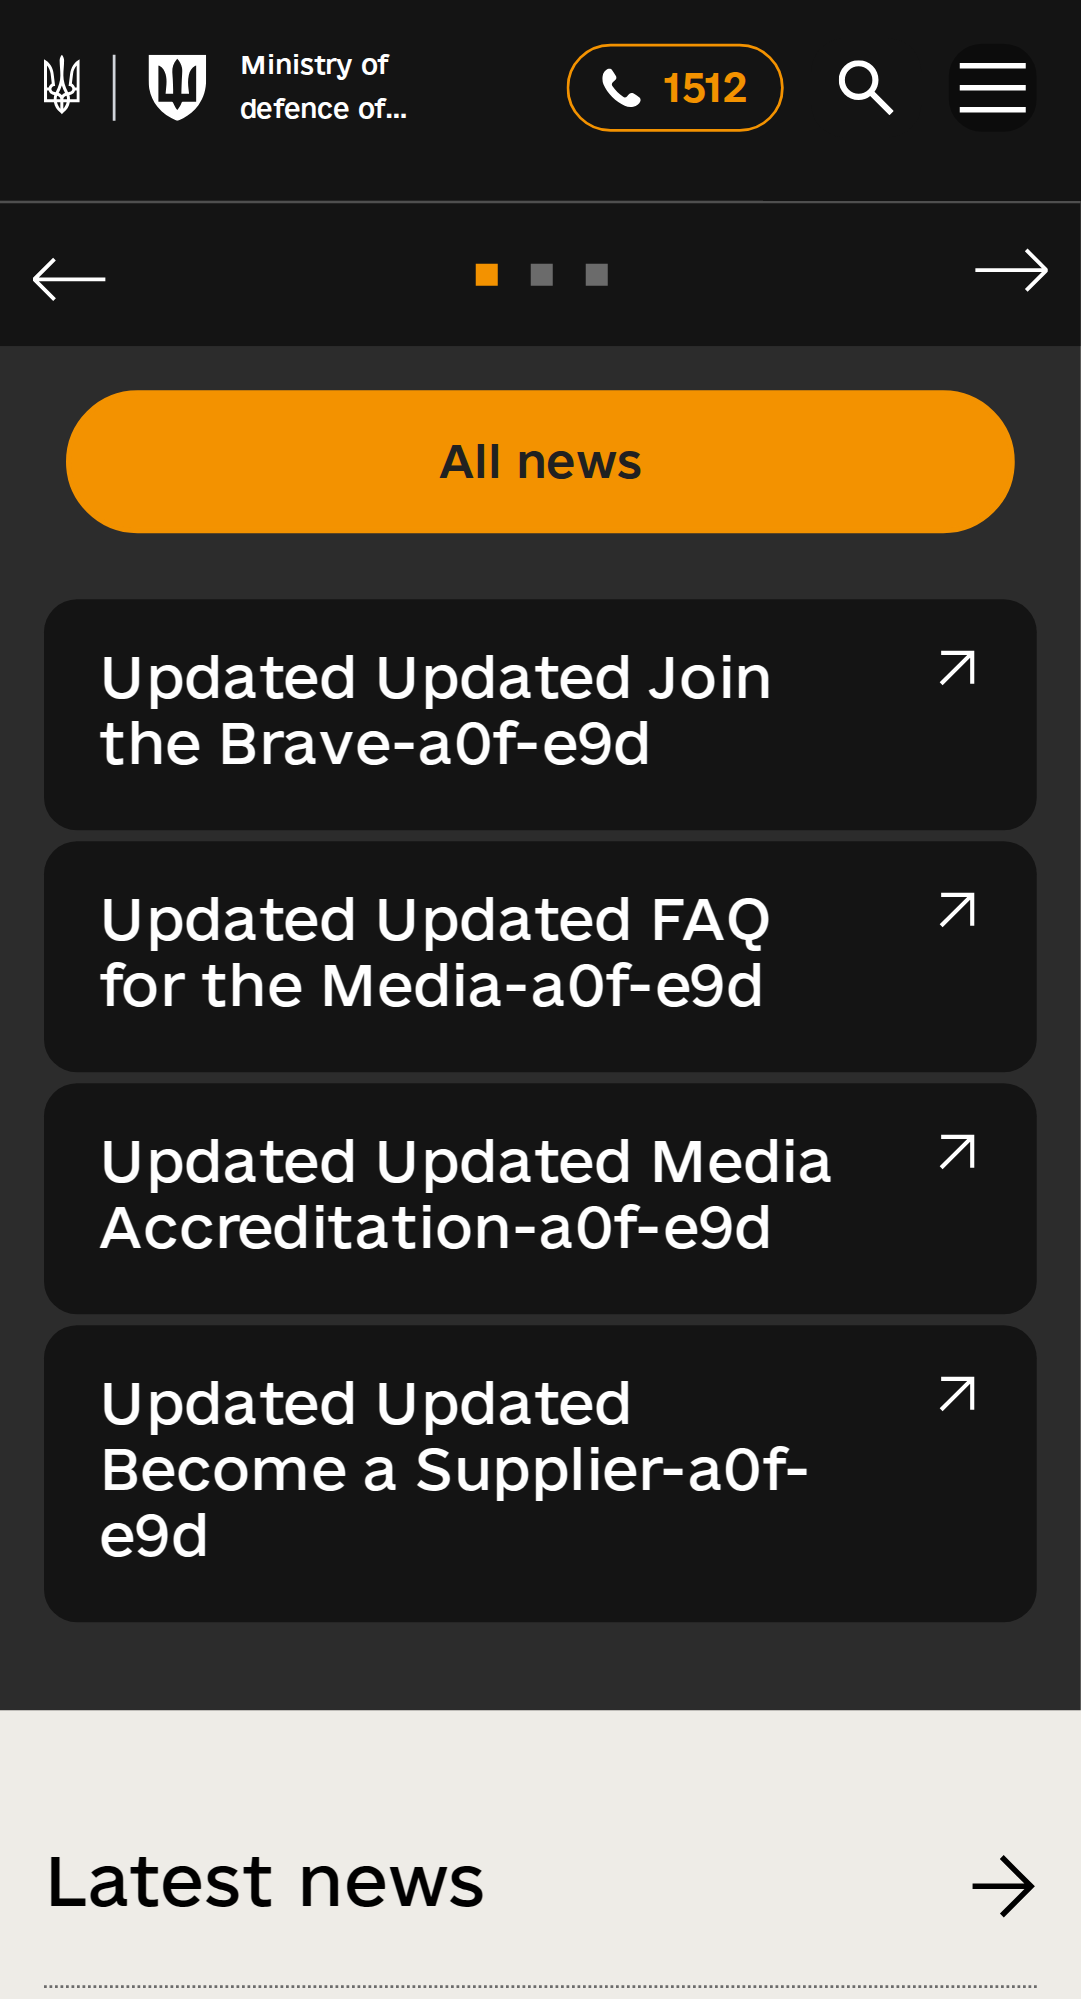 Ministry of
defence of...
1512
All news
Updated Updated Join
the Brave-a0f-e9d
Updated Updated FAQ
for the Media-a0f-e9d
Updated Updated Media
Accreditation-a0f-e9d
Updated Updated
Become a Supplier-a0f-
e9d
Latest news